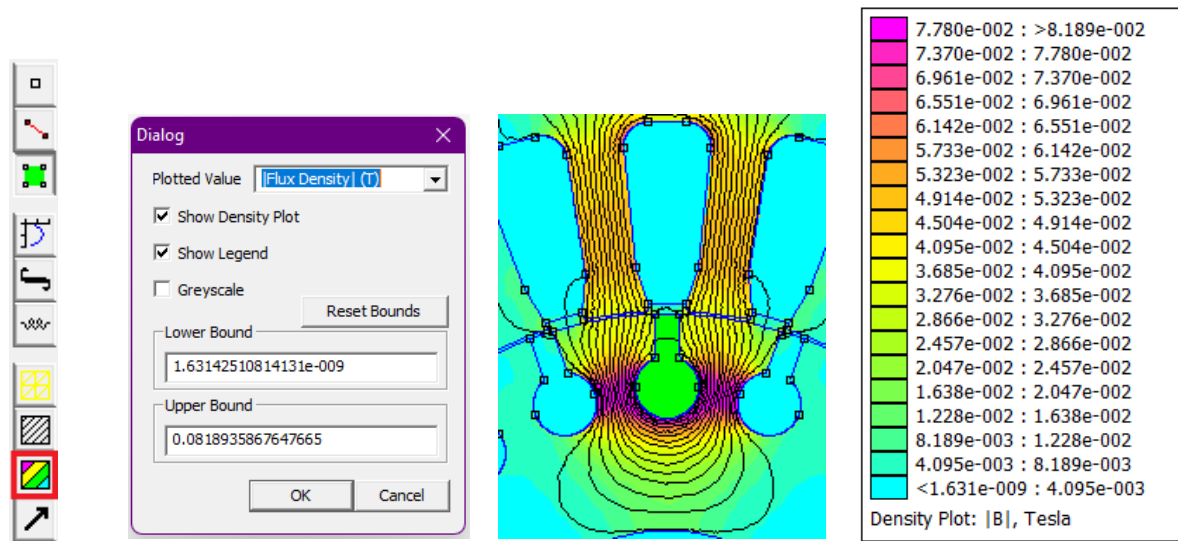 Dialog
Plotted Value |Flux Density| (T)
Show Density Plot
Show Legend
Greyscale
Reset Bounds
Lower Bound
1.63142510814131e-009
Upper Bound
0.0818935867647665
OK Cancel
7.780e-002 : >8.189e-002
7.370e-002 : 7.780e-002
6.961e-002 : 7.370e-002
6.551e-002 : 6.961e-002
6.142e-002 : 6.551e-002
5.733e-002 : 6.142e-002
5.323e-002 : 5.733e-002
4.914e-002 : 5.323e-002
4.504e-002 : 4.914e-002
4.095e-002 : 4.504e-002
3.685e-002 : 4.095e-002
3.276e-002 : 3.685e-002
2.866e-002 : 3.276e-002
2.457e-002 : 2.866e-002
2.047e-002 : 2.457e-002
1.638e-002 : 2.047e-002
1.228e-002 : 1.638e-002
8.189e-003 : 1.228e-002
4.095e-003 : 8.189e-003
<1.631e-009 : 4.095e-003
Density Plot: |B|, Tesla